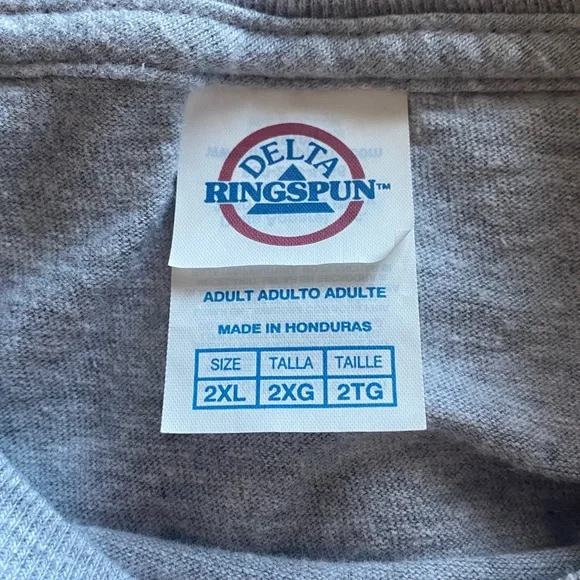 DELTA
RINGSPUN™
ADULT ADULTO ADULTE
MADE IN HONDURAS
SIZE TALLA TAILLE
2XL 2XG 2TG